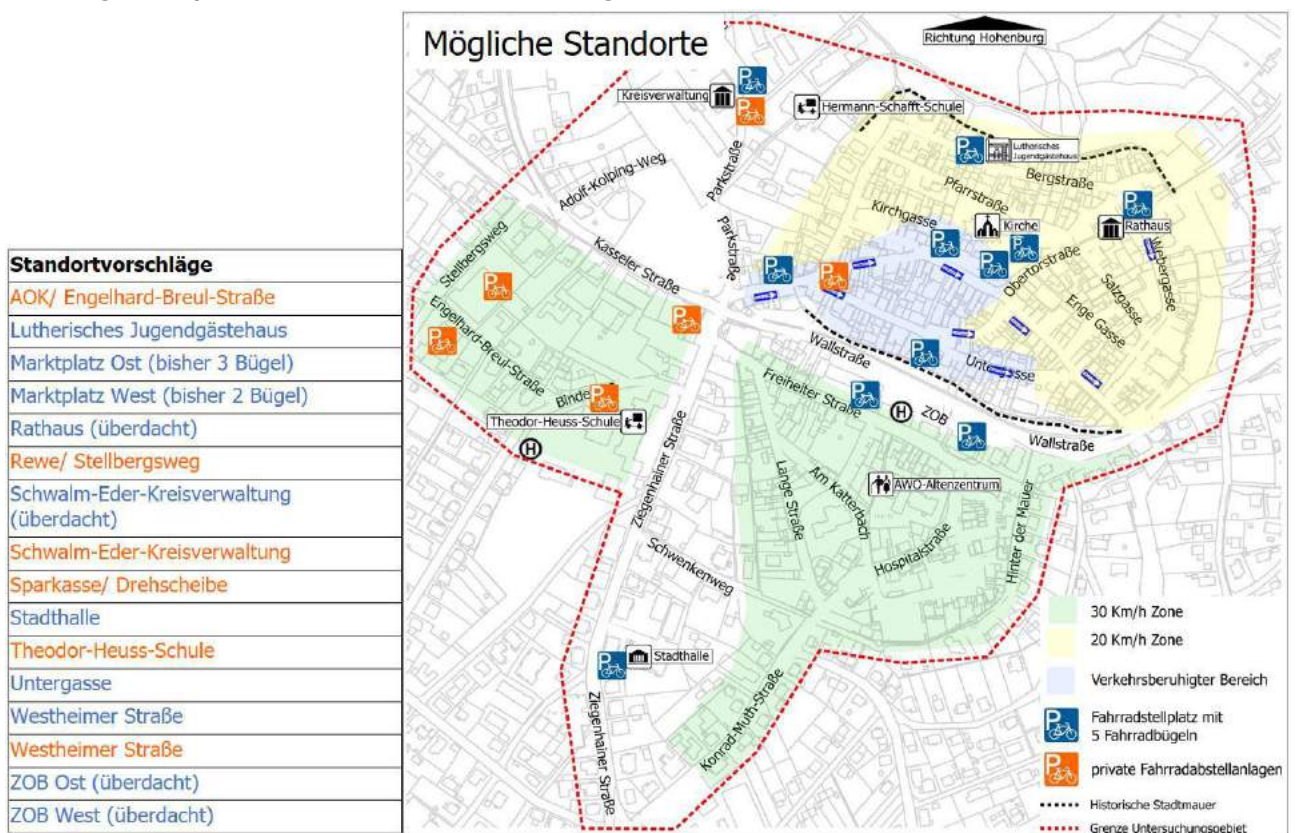 Mögliche Standorte
Richtung Hohenburg
Kreisverwaltung
Hermann-Schafft-Schule
Lutherisches
Jugendgästehaus
Adolf-Kolping-Weg
Parkstraße
Bergstraße
Pfarrstraße
Kirchgasse
Kirche
Rathaus
Stellbergsweg
Kasseler Straße
Parkstraße
Obertorstraße
Webergasse
Salzgasse
Enge Gasse
Engelhard-Breul-Straße
Wallstraße
Untergasse
Freiheiter Straße
Binde
Theodor-Heuss-Schule
H
H
ZOB
Wallstraße
Ziegenhainer Straße
Lange Straße
Am Katterbach
AWO-Altenzentrum
Hospitalstraße
Hinter der Mauer
Schwenkenweg
Stadthalle
Ziegenhainer Straße
Konrad-Muth-Straße
30 Km/h Zone
20 Km/h Zone
Verkehrsberuhigter Bereich
Fahrradstellplatz mit
5 Fahrradbügeln
private Fahrradabstellanlagen
Historische Stadtmauer
Grenze Untersuchungsgebiet
Standortvorschläge
AOK/ Engelhard-Breul-Straße
Lutherisches Jugendgästehaus
Marktplatz Ost (bisher 3 Bügel)
Marktplatz West (bisher 2 Bügel)
Rathaus (überdacht)
Rewe/ Stellbergsweg
Schwalm-Eder-Kreisverwaltung
(überdacht)
Schwalm-Eder-Kreisverwaltung
Sparkasse/ Drehscheibe
Stadthalle
Theodor-Heuss-Schule
Untergasse
Westheimer Straße
Westheimer Straße
ZOB Ost (überdacht)
ZOB West (überdacht)